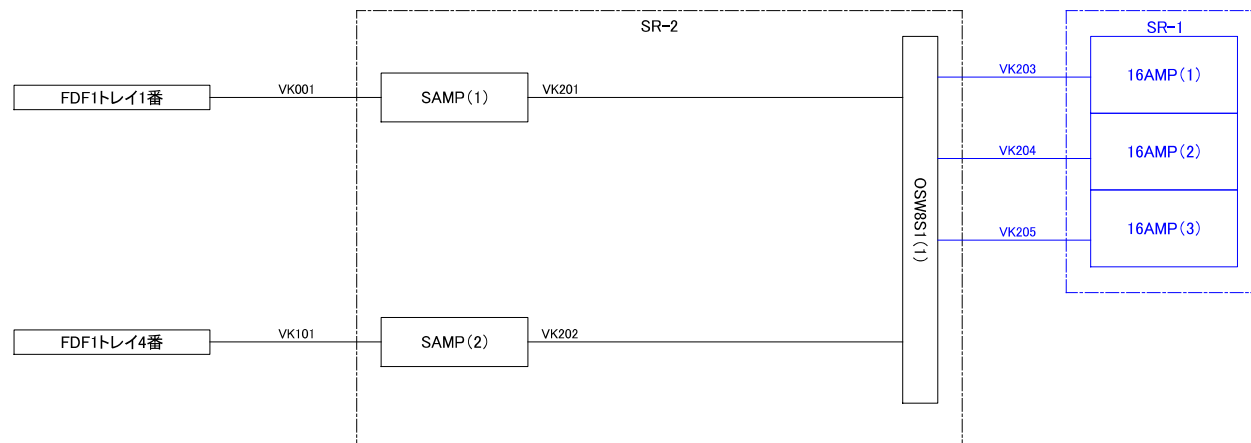 SR-2
SR-1
FDF1トレイ1番
VK001
SAMP(1)
VK201
VK203
16AMP(1)
VK204
16AMP(2)
OSW8S1(1)
VK205
16AMP(3)
FDF1トレイ4番
VK101
SAMP(2)
VK202